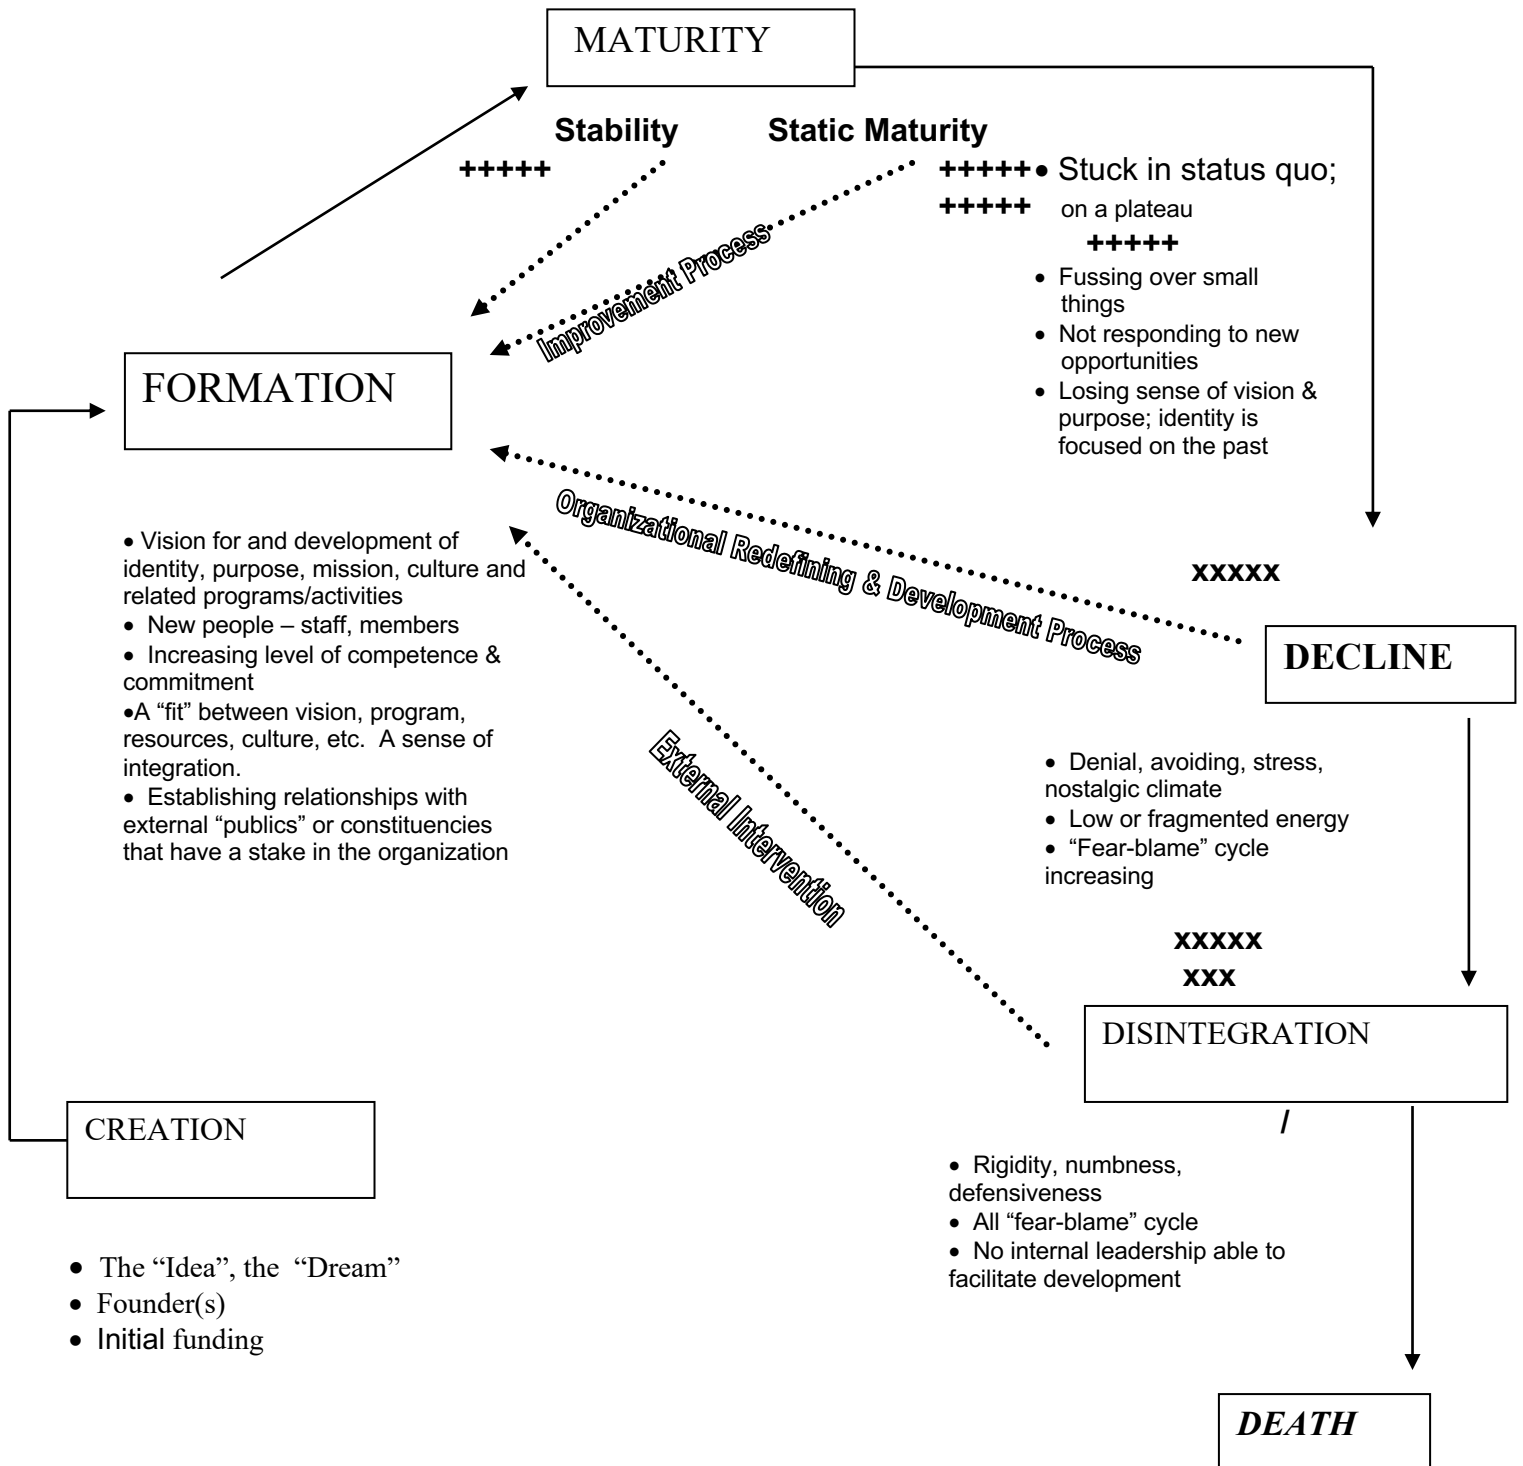 MATURITY
Stability
Static Maturity
+++++
+++++
• Stuck in status quo;
+++++
on a plateau
+++++
• Fussing over small
things
• Not responding to new
opportunities
• Losing sense of vision &
purpose; identity is
focused on the past
Improvement Process
FORMATION
• Vision for and development of
identity, purpose, mission, culture and
related programs/activities
• New people – staff, members
• Increasing level of competence &
commitment
•A “fit” between vision, program,
resources, culture, etc. A sense of
integration.
• Establishing relationships with
external “publics” or constituencies
that have a stake in the organization
Organizational Redefining & Development Process
xxxxx
DECLINE
• Denial, avoiding, stress,
nostalgic climate
• Low or fragmented energy
• “Fear-blame” cycle
increasing
External Intervention
xxxxx
xxx
DISINTEGRATION
/
• Rigidity, numbness,
defensiveness
• All “fear-blame” cycle
• No internal leadership able to
facilitate development
CREATION
• The “Idea”, the “Dream”
• Founder(s)
• Initial funding
DEATH